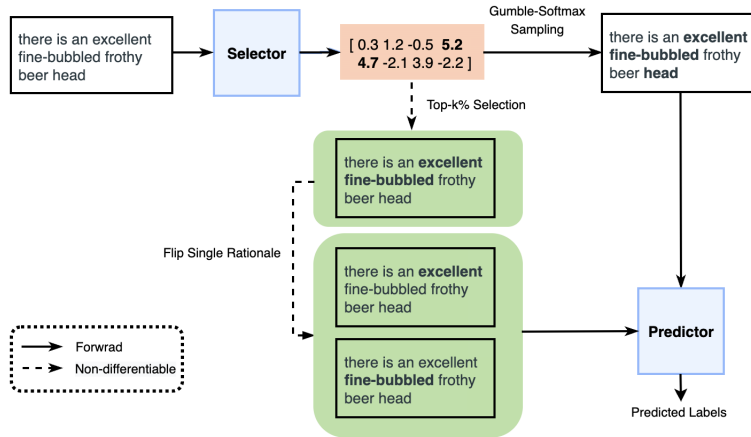 there is an excellent
fine-bubbled frothy
beer head
Selector
[ 0.3 1.2 -0.5 5.2
4.7 -2.1 3.9 -2.2 ]
Gumble-Softmax
Sampling
there is an excellent
fine-bubbled frothy
beer head
Top-k% Selection
there is an excellent
fine-bubbled frothy
beer head
Flip Single Rationale
there is an excellent
fine-bubbled frothy
beer head
there is an excellent
fine-bubbled frothy
beer head
Predictor
Predicted Labels
Forwrad
Non-differentiable